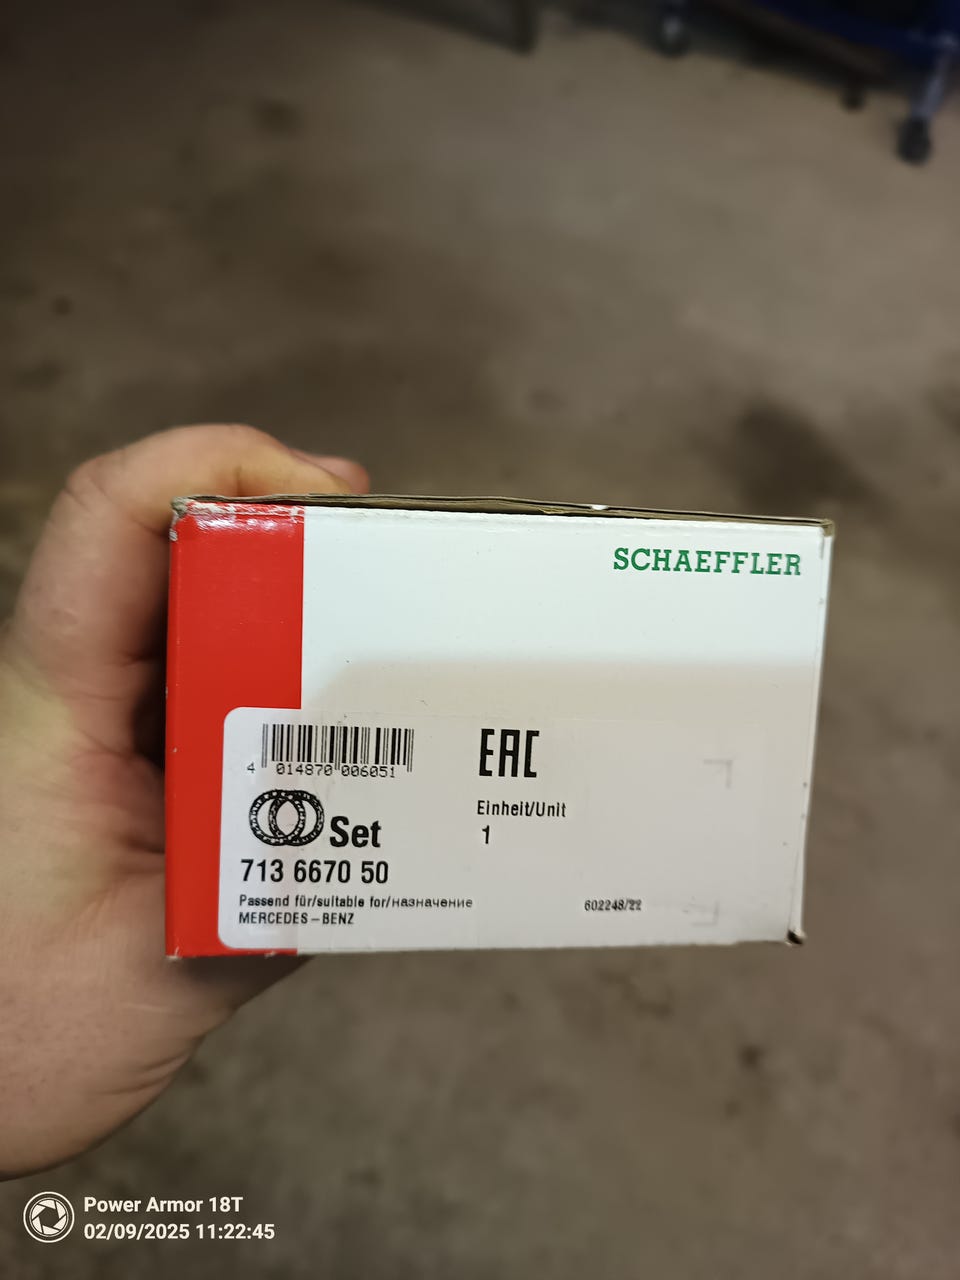 SCHAEFFLER
4 014870 006051
EAC
Einheit/Unit
1
Set
713 6670 50
Passend für/suitable for/назначение
MERCEDES-BENZ
602248/22
Power Armor 18T
02/09/2025 11:22:45